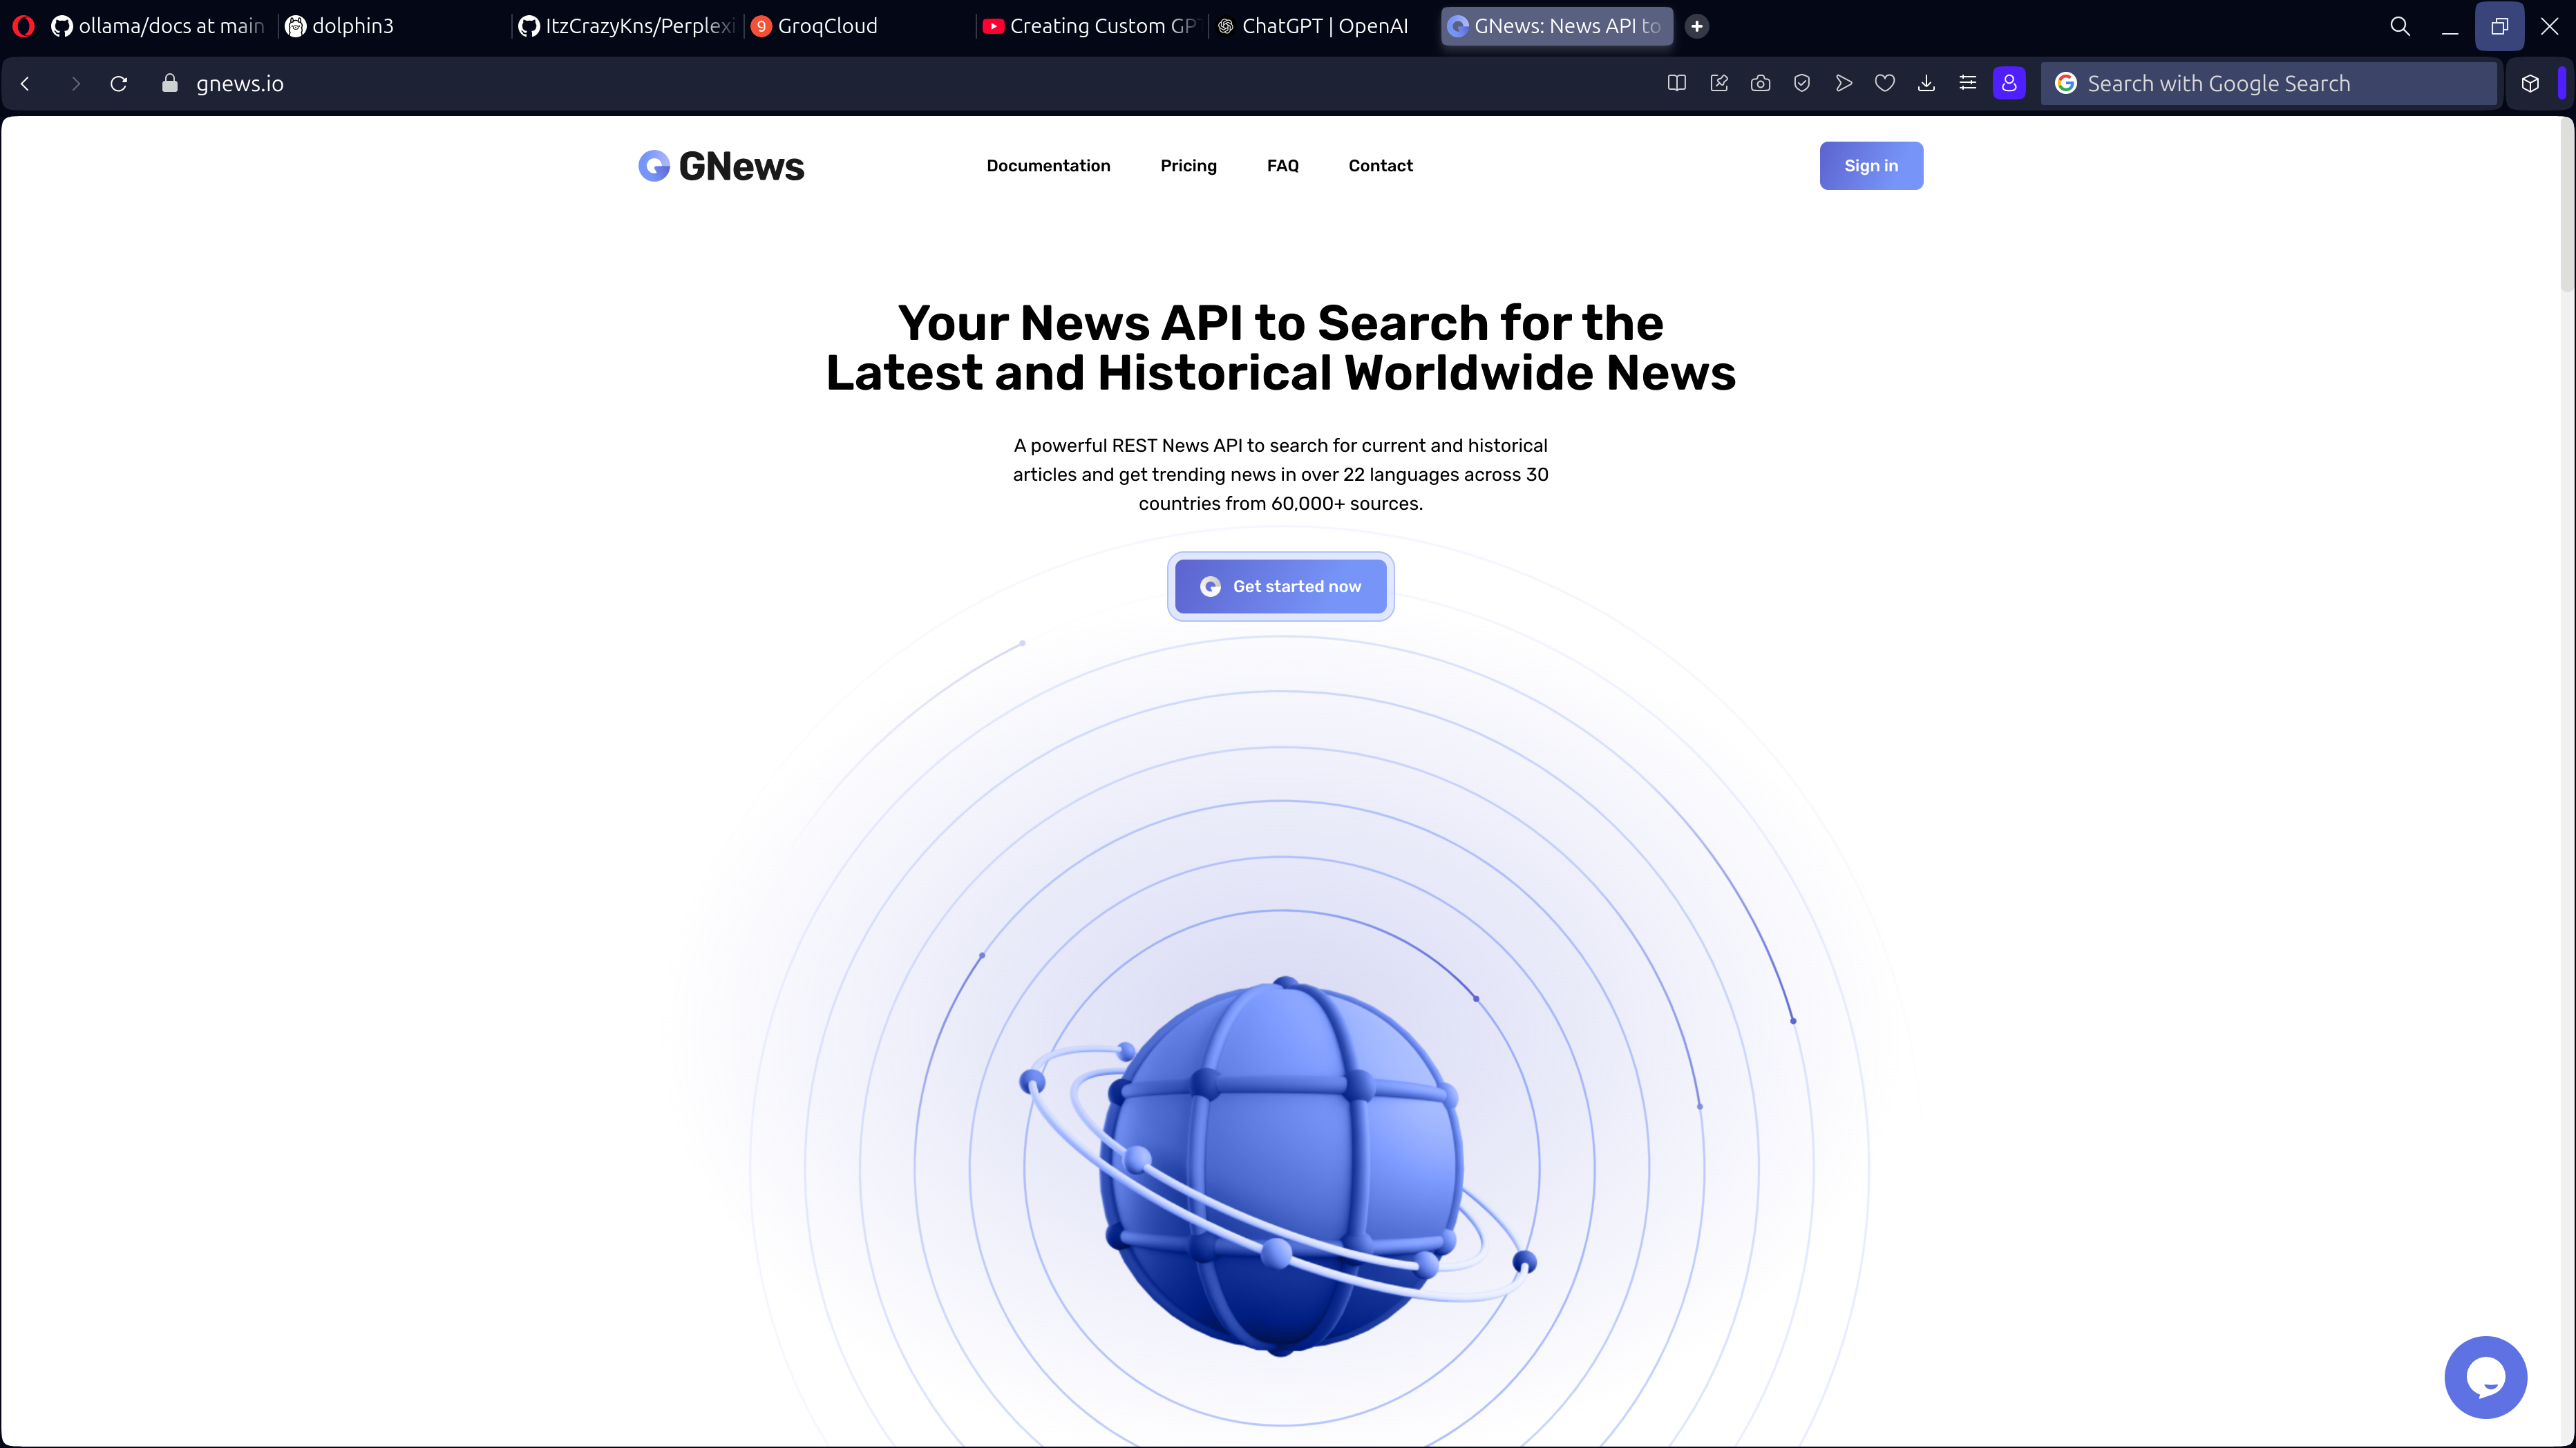 ollama/docs at main
dolphin3
ItzCrazyKns/Perplexi
GroqCloud
Creating Custom GP
ChatGPT | OpenAI
GNews: News API to
gnews.io
Search with Google Search
GNews
Documentation
Pricing
FAQ
Contact
Sign in
Your News API to Search for the
Latest and Historical Worldwide News
A powerful REST News API to search for current and historical
articles and get trending news in over 22 languages across 30
countries from 60,000+ sources.
Get started now